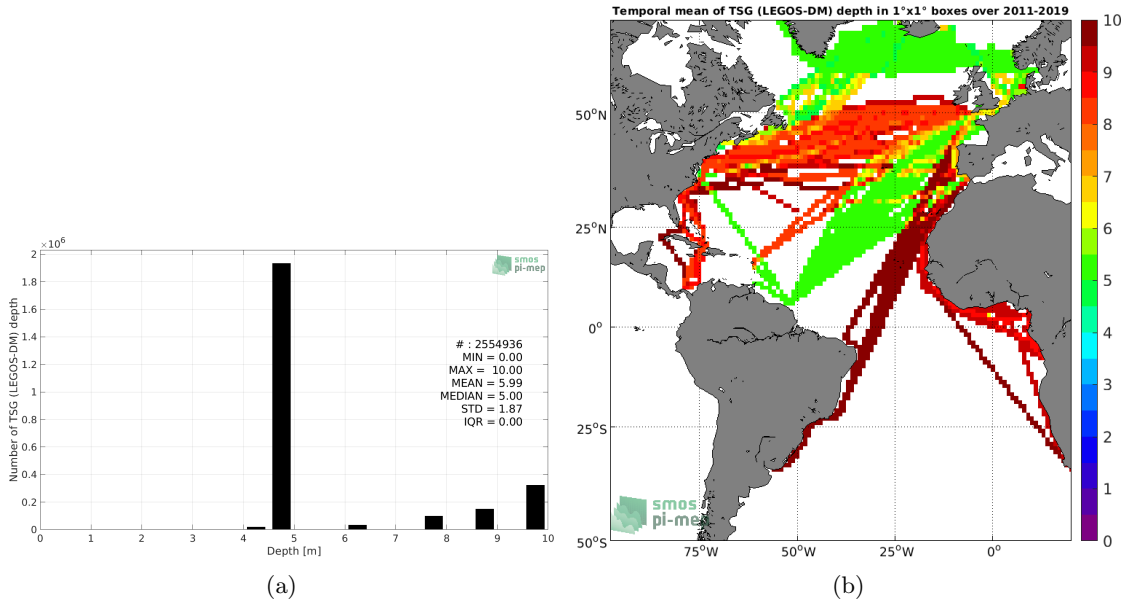 ×10⁶
2
1.8
1.6
1.4
1.2
1
0.8
0.6
0.4
0.2
0
Number of TSG (LEGOS-DM) depth
smos
pi-mep
# : 2554936
MIN = 0.00
MAX = 10.00
MEAN = 5.99
MEDIAN = 5.00
STD = 1.87
IQR = 0.00
0 1 2 3 4 5 6 7 8 9 10
Depth [m]
(a)
Temporal mean of TSG (LEGOS-DM) depth in 1°x1° boxes over 2011-2019
50°N
25°N
0°
25°S
50°S
75°W 50°W 25°W 0°
smos
pi-mep
10
9
8
7
6
5
4
3
2
1
0
(b)